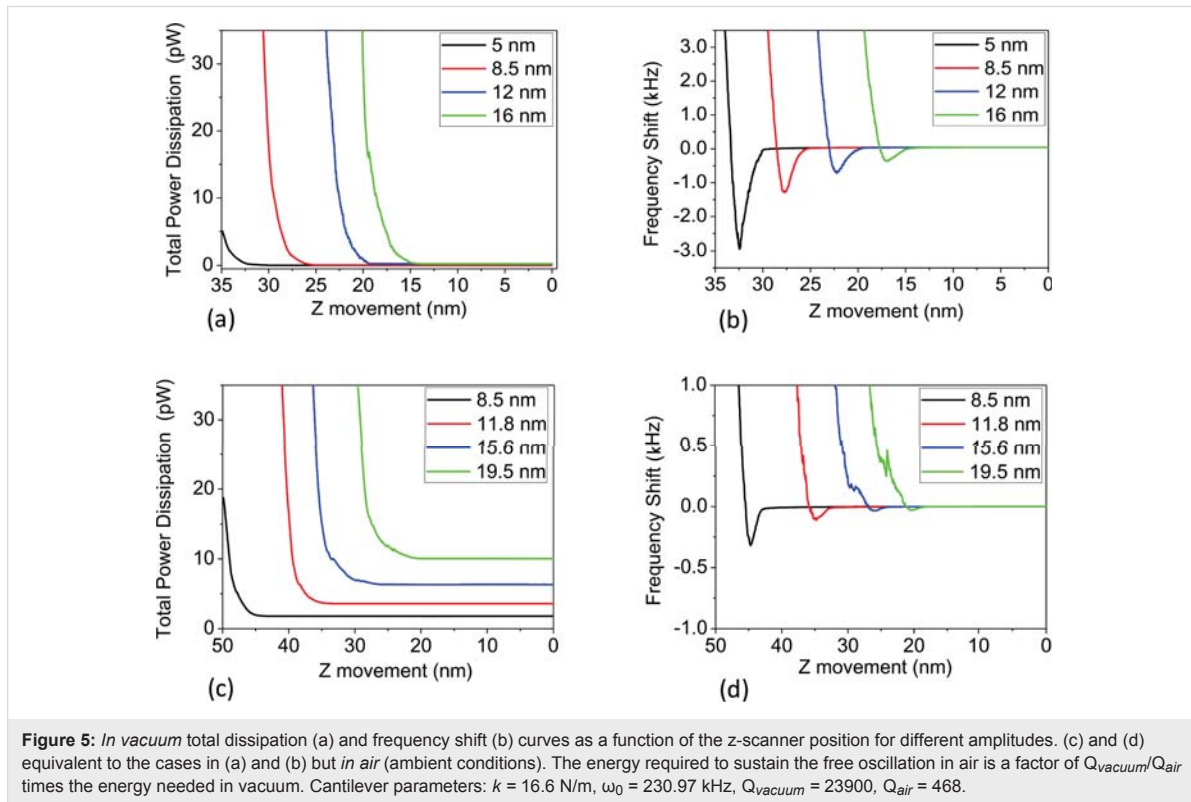 Total Power Dissipation (pW)
30
20
10
0
35 30 25 20 15 10 5 0
Z movement (nm)
5 nm
8.5 nm
12 nm
16 nm
(a)
Frequency Shift (kHz)
3.0
2.0
1.0
0.0
-1.0
-2.0
-3.0
35 30 25 20 15 10 5 0
Z movement (nm)
5 nm
8.5 nm
12 nm
16 nm
(b)
Total Power Dissipation (pW)
30
20
10
0
50 40 30 20 10 0
Z movement (nm)
8.5 nm
11.8 nm
15.6 nm
19.5 nm
(c)
Frequency Shift (kHz)
1.0
0.5
0.0
-0.5
-1.0
50 40 30 20 10 0
Z movement (nm)
8.5 nm
11.8 nm
15.6 nm
19.5 nm
(d)
Figure 5: In vacuum total dissipation (a) and frequency shift (b) curves as a function of the z-scanner position for different amplitudes. (c) and (d)
equivalent to the cases in (a) and (b) but in air (ambient conditions). The energy required to sustain the free oscillation in air is a factor of Qvacuum/Qair
times the energy needed in vacuum. Cantilever parameters: k = 16.6 N/m, ω0 = 230.97 kHz, Qvacuum = 23900, Qair = 468.